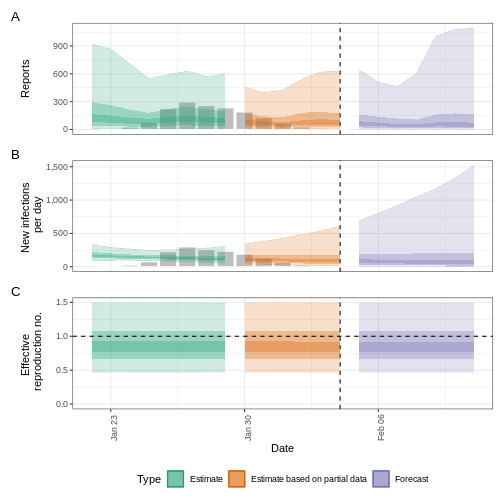 A
Reports
900
600
300
0
B
New infections
per day
1,500
1,000
500
0
C
Effective
reproduction no.
1.5
1.0
0.5
0.0
Jan 23
Jan 30
Feb 06
Date
Type
Estimate
Estimate based on partial data
Forecast